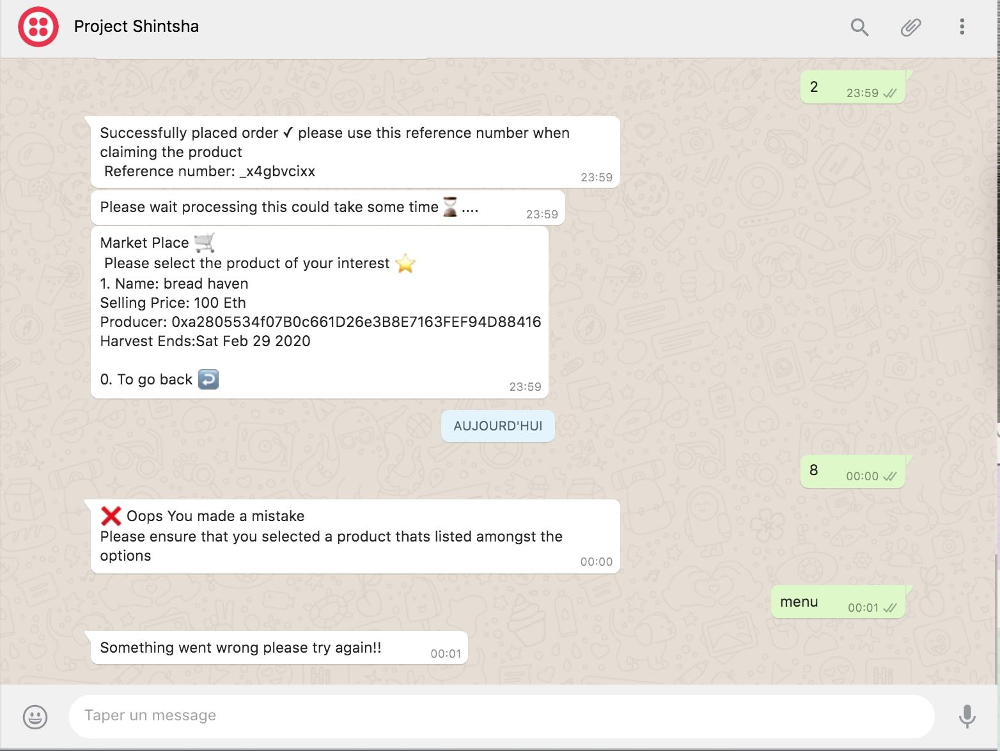 Project Shintsha
2
23:59
Successfully placed order ✓ please use this reference number when
claiming the product
Reference number: _x4gbvcixx
23:59
Please wait processing this could take some time⏳....
23:59
Market Place 🛒
Please select the product of your interest ⭐
1. Name: bread haven
Selling Price: 100 Eth
Producer: 0xa2805534f07B0c661D26e3B8E7163FEF94D88416
Harvest Ends:Sat Feb 29 2020
0. To go back ↩️
23:59
AUJOURD'HUI
8
00:00
❌ Oops You made a mistake
Please ensure that you selected a product thats listed amongst the
options
00:00
menu
00:01
Something went wrong please try again!!
00:01
Taper un message